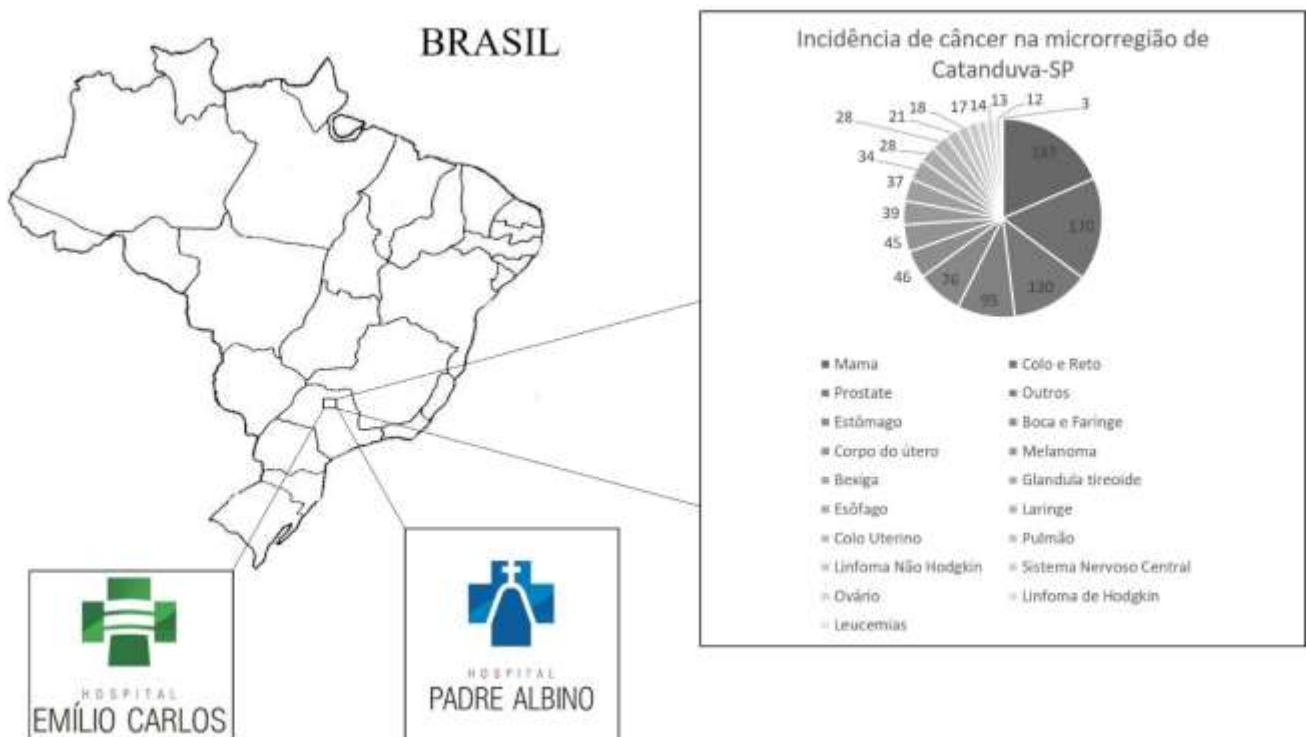 BRASIL
Incidência de câncer na microrregião de
Catanduva-SP
3
12
13
14
17
18
21
28
28
34
37
39
45
46
76
95
130
170
Mama
Colo e Reto
Prostate
Outros
Estômago
Boca e Faringe
Corpo do útero
Melanoma
Bexiga
Glandula tireoide
Esôfago
Laringe
Colo Uterino
Pulmão
Linfoma Não Hodgkin
Sistema Nervoso Central
Ovário
Linfoma de Hodgkin
Leucemias
HOSPITAL
EMÍLIO CARLOS
HOSPITAL
PADRE ALBINO